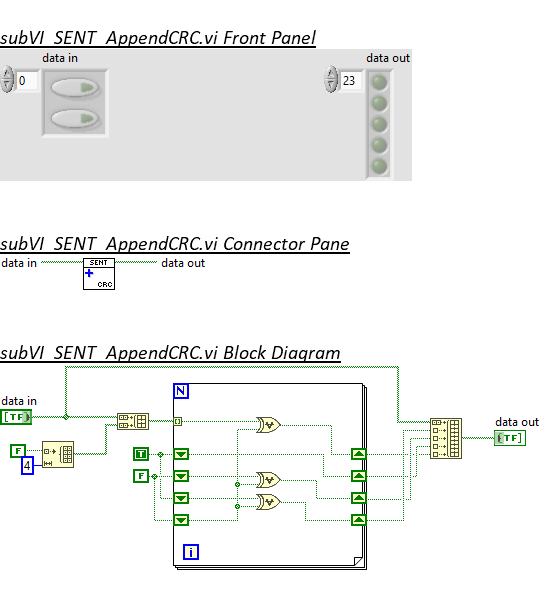 subVI_SENT_AppendCRC.vi Front Panel
data in
data out
0
23
subVI_SENT_AppendCRC.vi Connector Pane
data in
SENT
CRC
data out
subVI_SENT_AppendCRC.vi Block Diagram
N
data in
data out
[TF]
[TF]
F
4
T
F
i